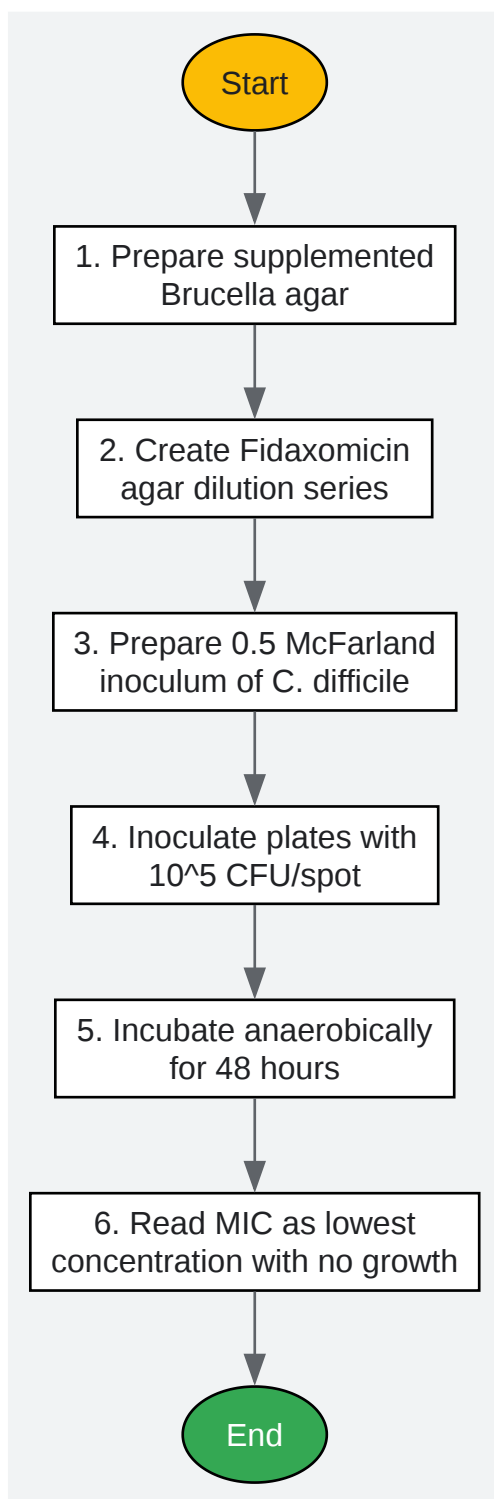 Start
1. Prepare supplemented
Brucella agar
2. Create Fidaxomicin
agar dilution series
3. Prepare 0.5 McFarland
inoculum of C. difficile
4. Inoculate plates with
10^5 CFU/spot
5. Incubate anaerobically
for 48 hours
6. Read MIC as lowest
concentration with no growth
End